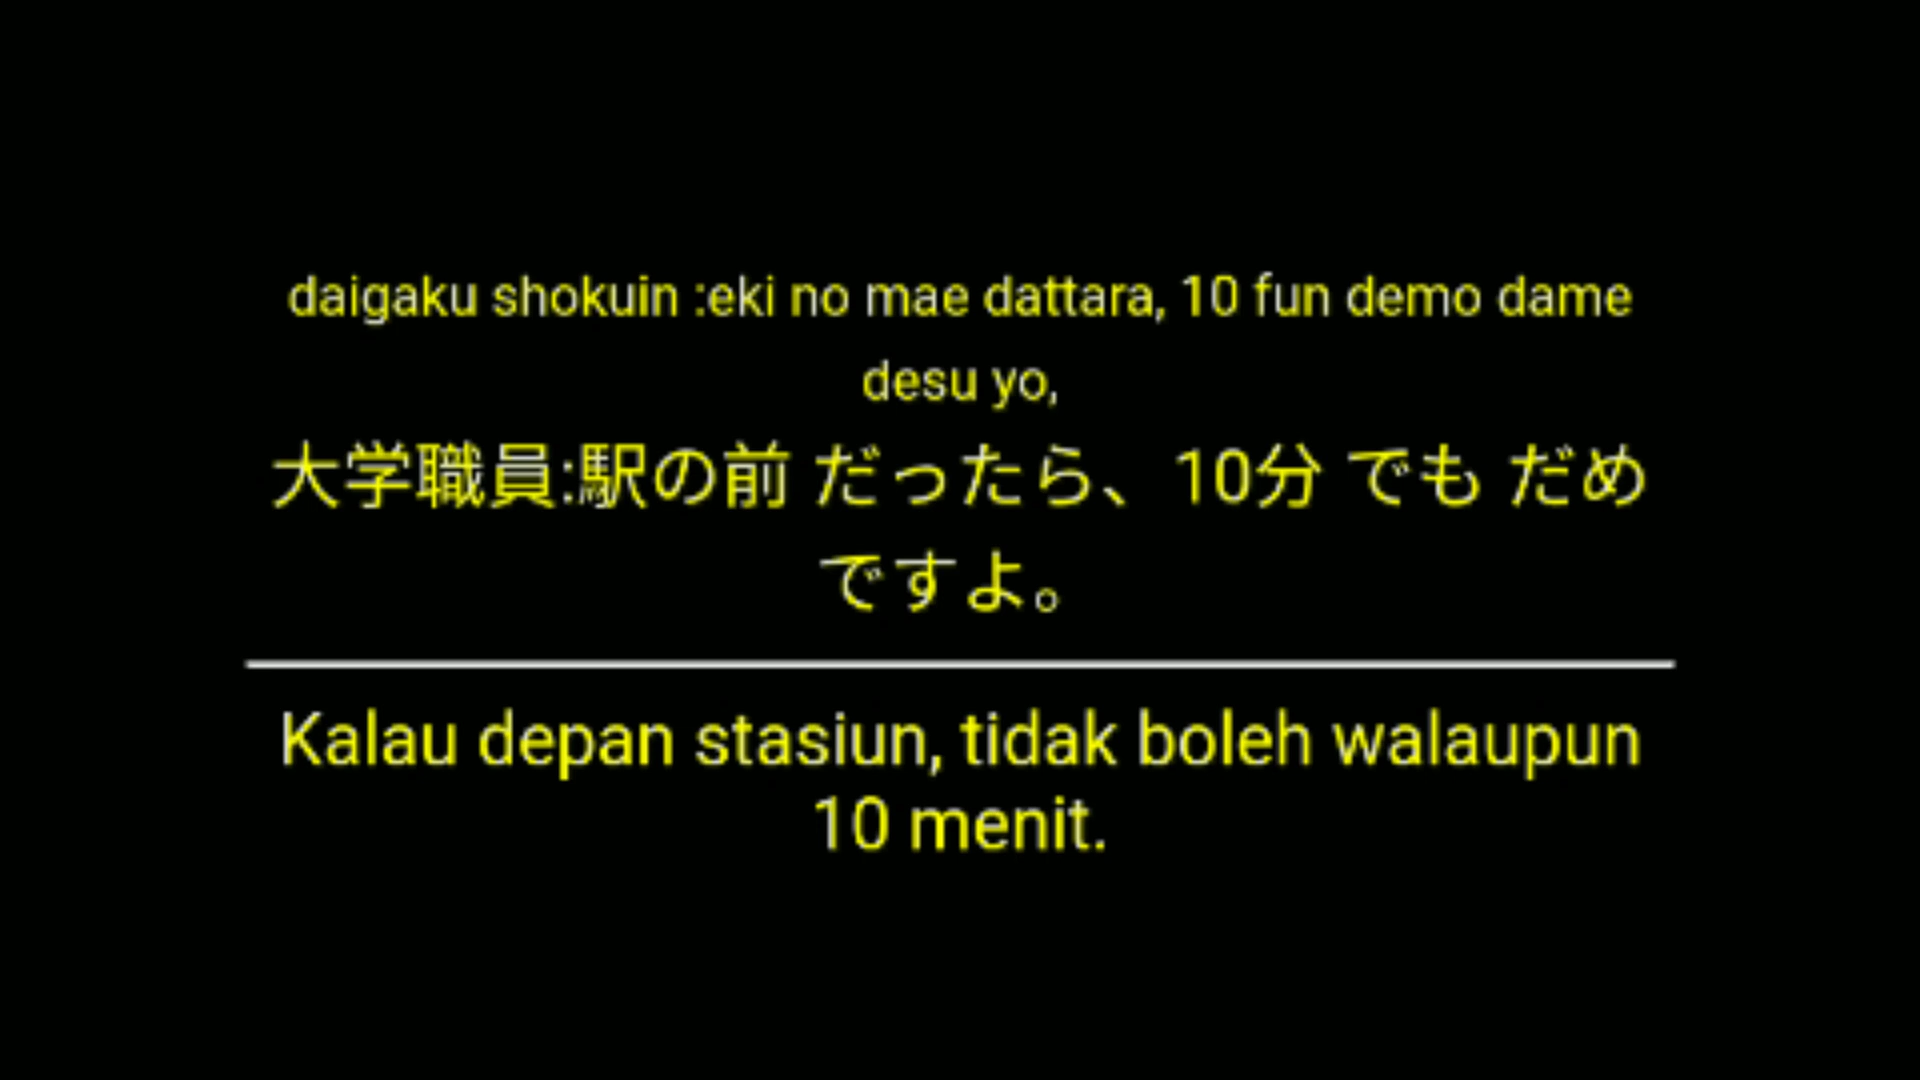 daigaku shokuin :eki no mae dattara, 10 fun demo dame
desu yo,
大学職員:駅の前 だったら、10分 でも だめ
ですよ。
Kalau depan stasiun, tidak boleh walaupun
10 menit.